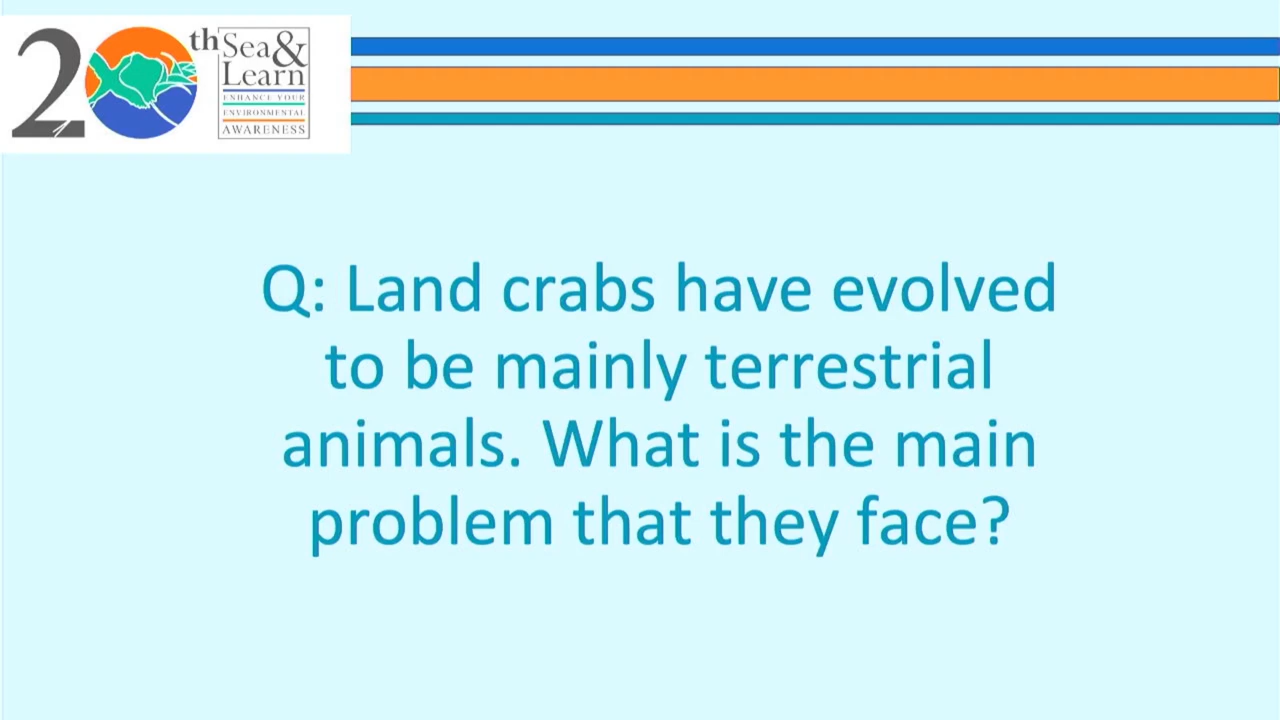 20th Sea &
Learn
ENHANCE YOUR
ENVIRONMENTAL
AWARENESS
Q: Land crabs have evolved
to be mainly terrestrial
animals. What is the main
problem that they face?